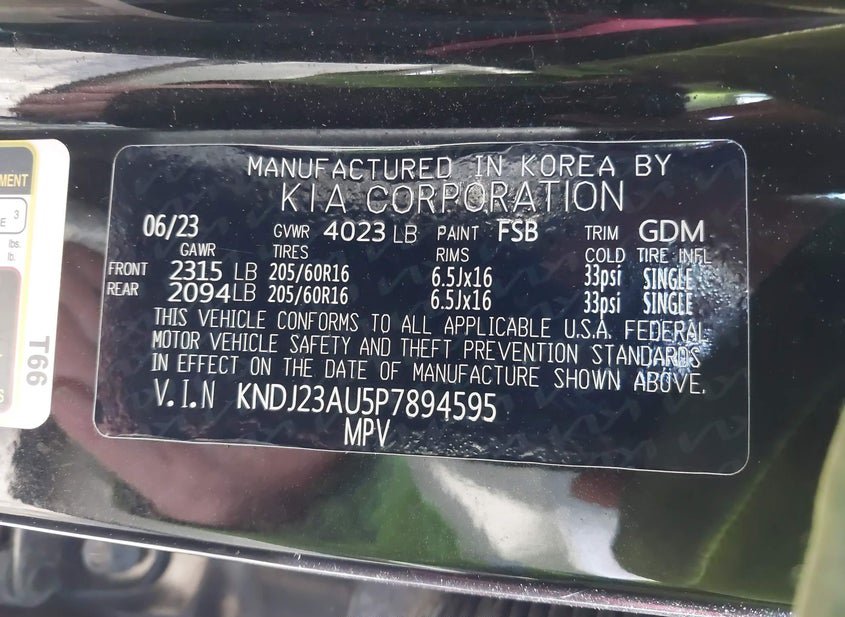 MANUFACTURED IN KOREA BY
KIA CORPORATION
06/23 GVWR 4023 LB PAINT FSB TRIM GDM
GAWR TIRES RIMS COLD TIRE INFL
FRONT 2315 LB 205/60R16 6.5Jx16 33psi SINGLE
REAR 2094 LB 205/60R16 6.5Jx16 33psi SINGLE
THIS VEHICLE CONFORMS TO ALL APPLICABLE U.S.A. FEDERAL
MOTOR VEHICLE SAFETY AND THEFT PREVENTION STANDARDS
IN EFFECT ON THE DATE OF MANUFACTURE SHOWN ABOVE.
V.I.N KNDJ23AU5P7894595
MPV
3
lbs.
lb.
T66